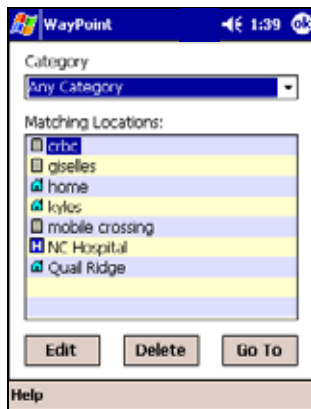 WayPoint 1:39 ok
Category
Any Category
Matching Locations:
crbc
giselles
home
kyles
mobile crossing
H NC Hospital
Quail Ridge
Edit Delete Go To
Help